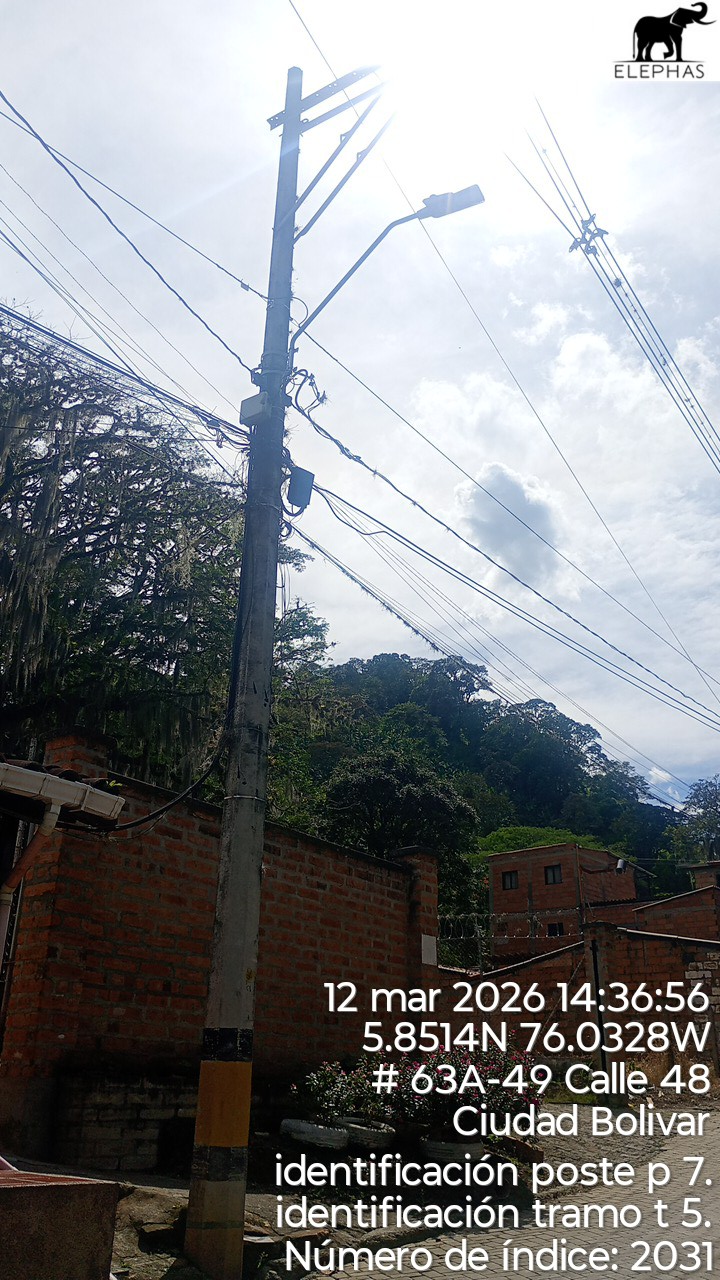 ELEPHAS
12 mar 2026 14:36:56
5.8514N 76.0328W
# 63A-49 Calle 48
Ciudad Bolivar
identificación poste p 7.
identificación tramo t 5.
Número de índice: 2031